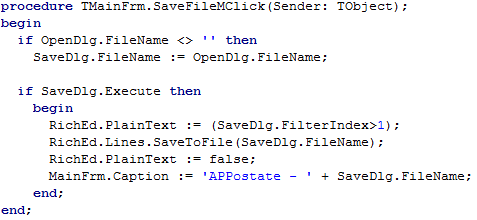 procedure TMainFrm.SaveFileMClick(Sender: TObject);
begin
  if OpenDlg.FileName <> '' then
    SaveDlg.FileName := OpenDlg.FileName;

  if SaveDlg.Execute then
    begin
      RichEd.PlainText := (SaveDlg.FilterIndex>1);
      RichEd.Lines.SaveToFile(SaveDlg.FileName);
      RichEd.PlainText := false;
      MainFrm.Caption := 'APPostate - ' + SaveDlg.FileName;
    end;
end;